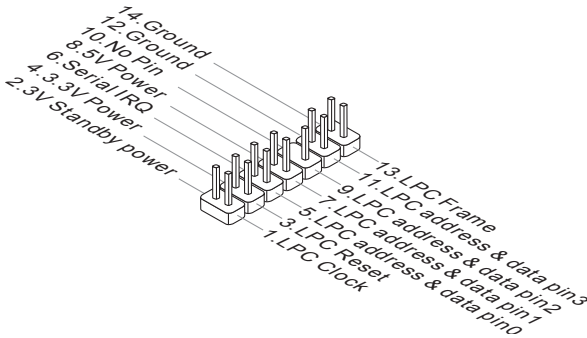 14.Ground
12.Ground
10.No Pin
8.5V Power
6.Serial IRQ
4.3.3V Power
2.3V Standby power
13.LPC Frame
11.LPC address & data pin3
9.LPC address & data pin2
7.LPC address & data pin1
5.LPC address & data pin0
3.LPC Reset
1.LPC Clock